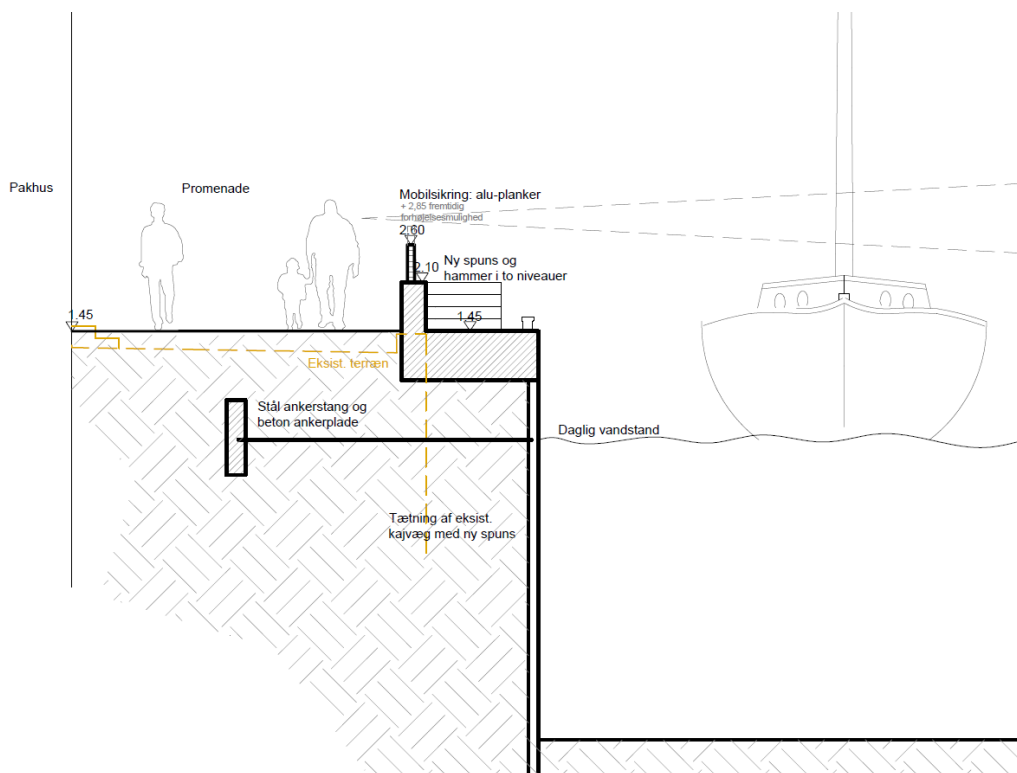 Pakhus
Promenade
Mobilsikring: alu-planker
+ 2,85 fremtidig
forhøjelsesmulighed
2.60
2.10
Ny spuns og
hammer i to niveauer
1.45
1.45
Eksist. terræn
Stål ankerstang og
beton ankerplade
Daglig vandstand
Tætning af eksist.
kajvæg med ny spuns